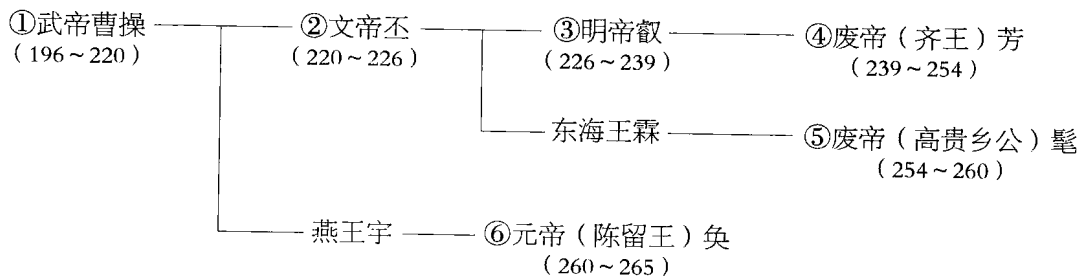 ①武帝曹操 ②文帝丕 ③明帝叡 ④废帝（齐王）芳
（196～220） （220～226） （226～239） （239～254）
东海王霖 ⑤废帝（高贵乡公）髦
（254～260）
燕王宇 ⑥元帝（陈留王）奂
（260～265）